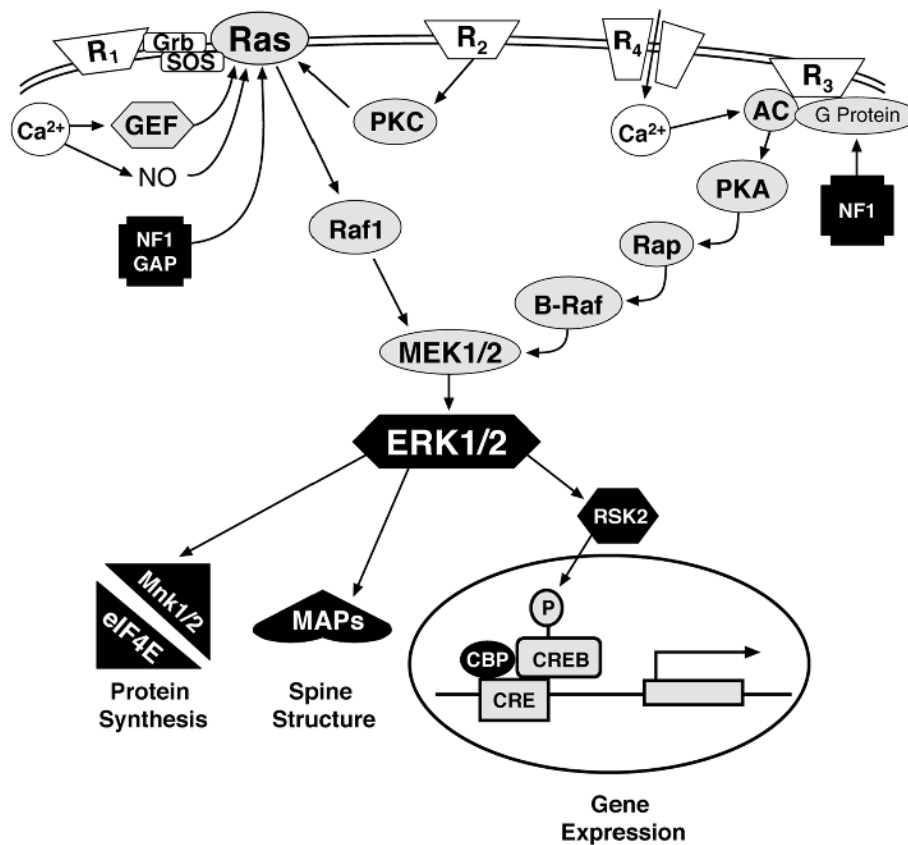 R1
Grb
SOS
Ras
R2
R4
R3
Ca2+
GEF
NO
PKC
Ca2+
AC
G Protein
PKA
NF1
NF1
GAP
Raf1
Rap
B-Raf
MEK1/2
ERK1/2
RSK2
Mnk1/2
eIF4E
MAPs
P
CBP
CREB
CRE
Protein
Synthesis
Spine
Structure
Gene
Expression